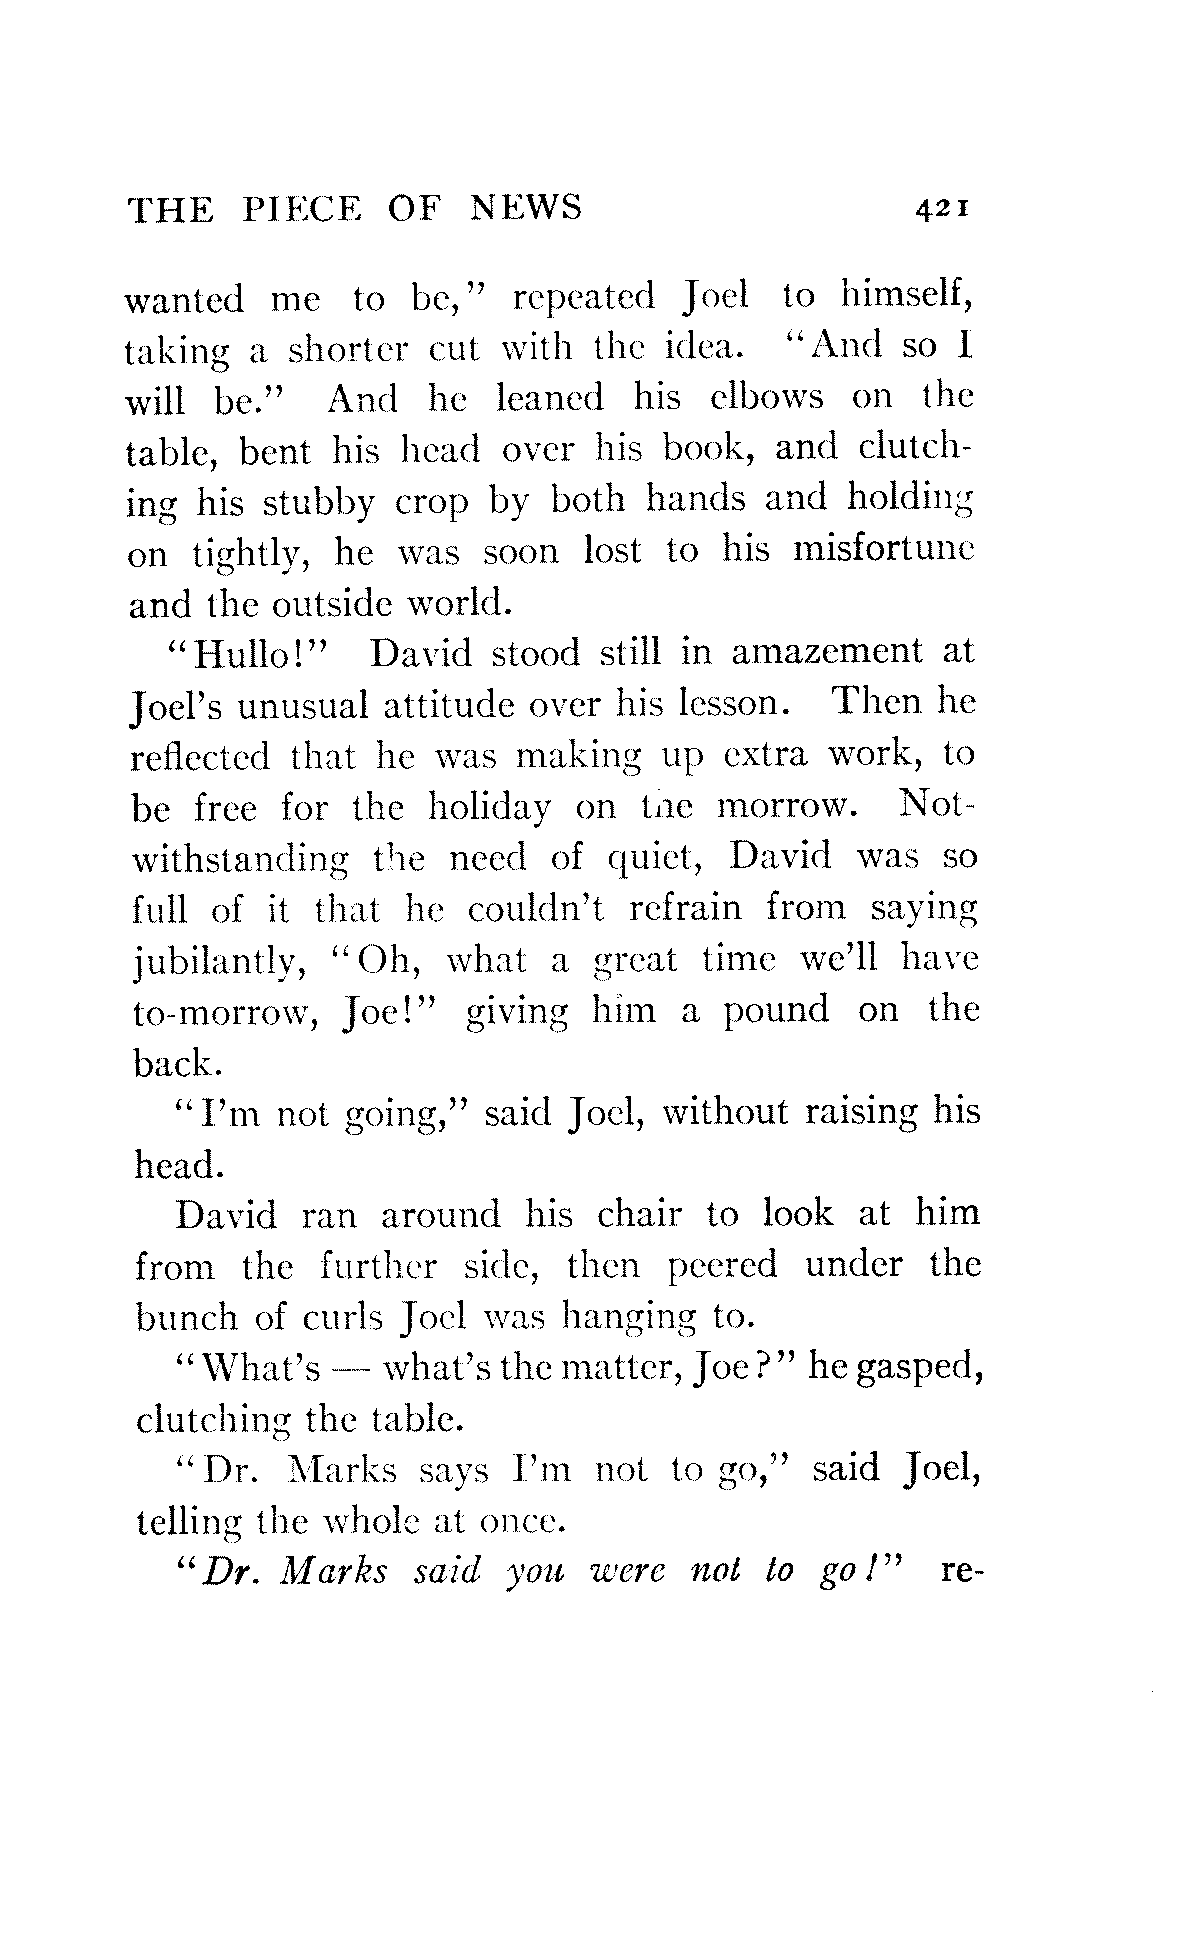 THE PIECE OF NEWS 421
wanted me to be," repeated Joel to himself,
taking a shorter cut with the idea. "And so I
will be." And he leaned his elbows on the
table, bent his head over his book, and clutch-
ing his stubby crop by both hands and holding
on tightly, he was soon lost to his misfortune
and the outside world.
"Hullo!" David stood still in amazement at
Joel's unusual attitude over his lesson. Then he
reflected that he was making up extra work, to
be free for the holiday on the morrow. Not-
withstanding the need of quiet, David was so
full of it that he couldn't refrain from saying
jubilantly, "Oh, what a great time we'll have
to-morrow, Joe!" giving him a pound on the
back.
"I'm not going," said Joel, without raising his
head.
David ran around his chair to look at him
from the further side, then peered under the
bunch of curls Joel was hanging to.
"What's — what's the matter, Joe?" he gasped,
clutching the table.
"Dr. Marks says I'm not to go," said Joel,
telling the whole at once.
"Dr. Marks said you were not to go!" re-